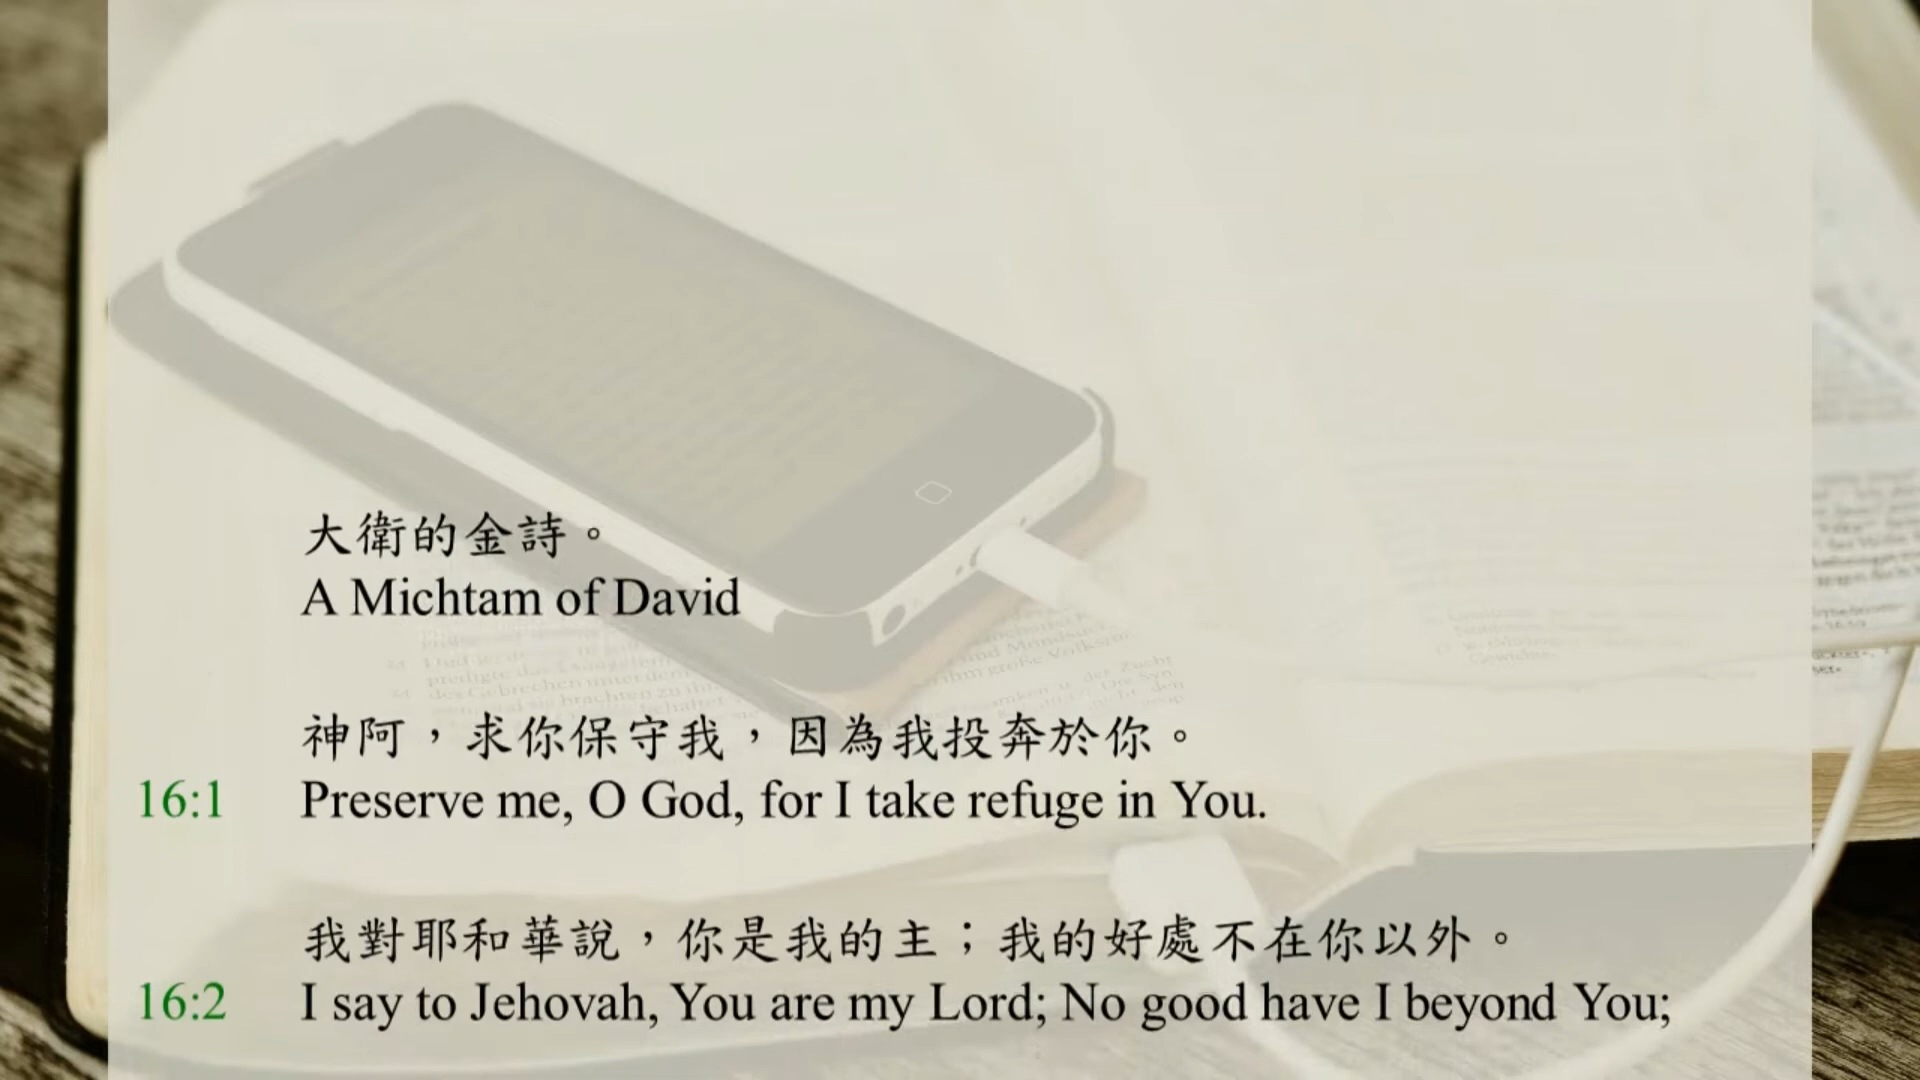 大衛的金詩。
A Michtam of David
神阿，求你保守我，因為我投奔於你。
16:1 Preserve me, O God, for I take refuge in You.
我對耶和華說，你是我的主；我的好處不在你以外。
16:2 I say to Jehovah, You are my Lord; No good have I beyond You;